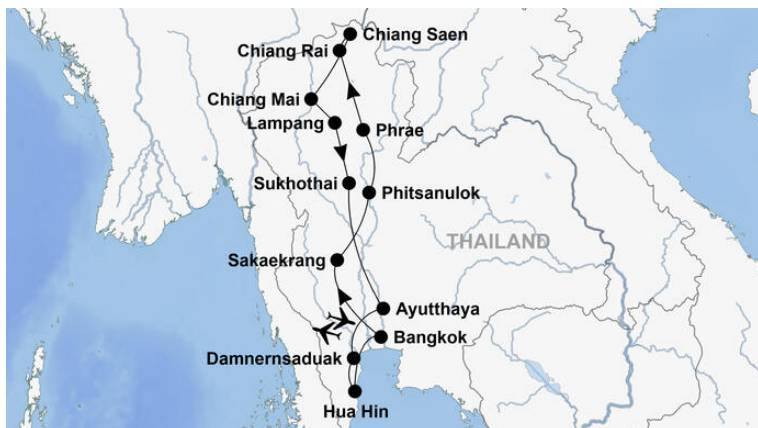 Chiang Saen
Chiang Rai
Chiang Mai
Lampang
Phrae
Sukhothai
Phitsanulok
THAILAND
Sakaekrang
Ayutthaya
Bangkok
Damnernsaduak
Hua Hin